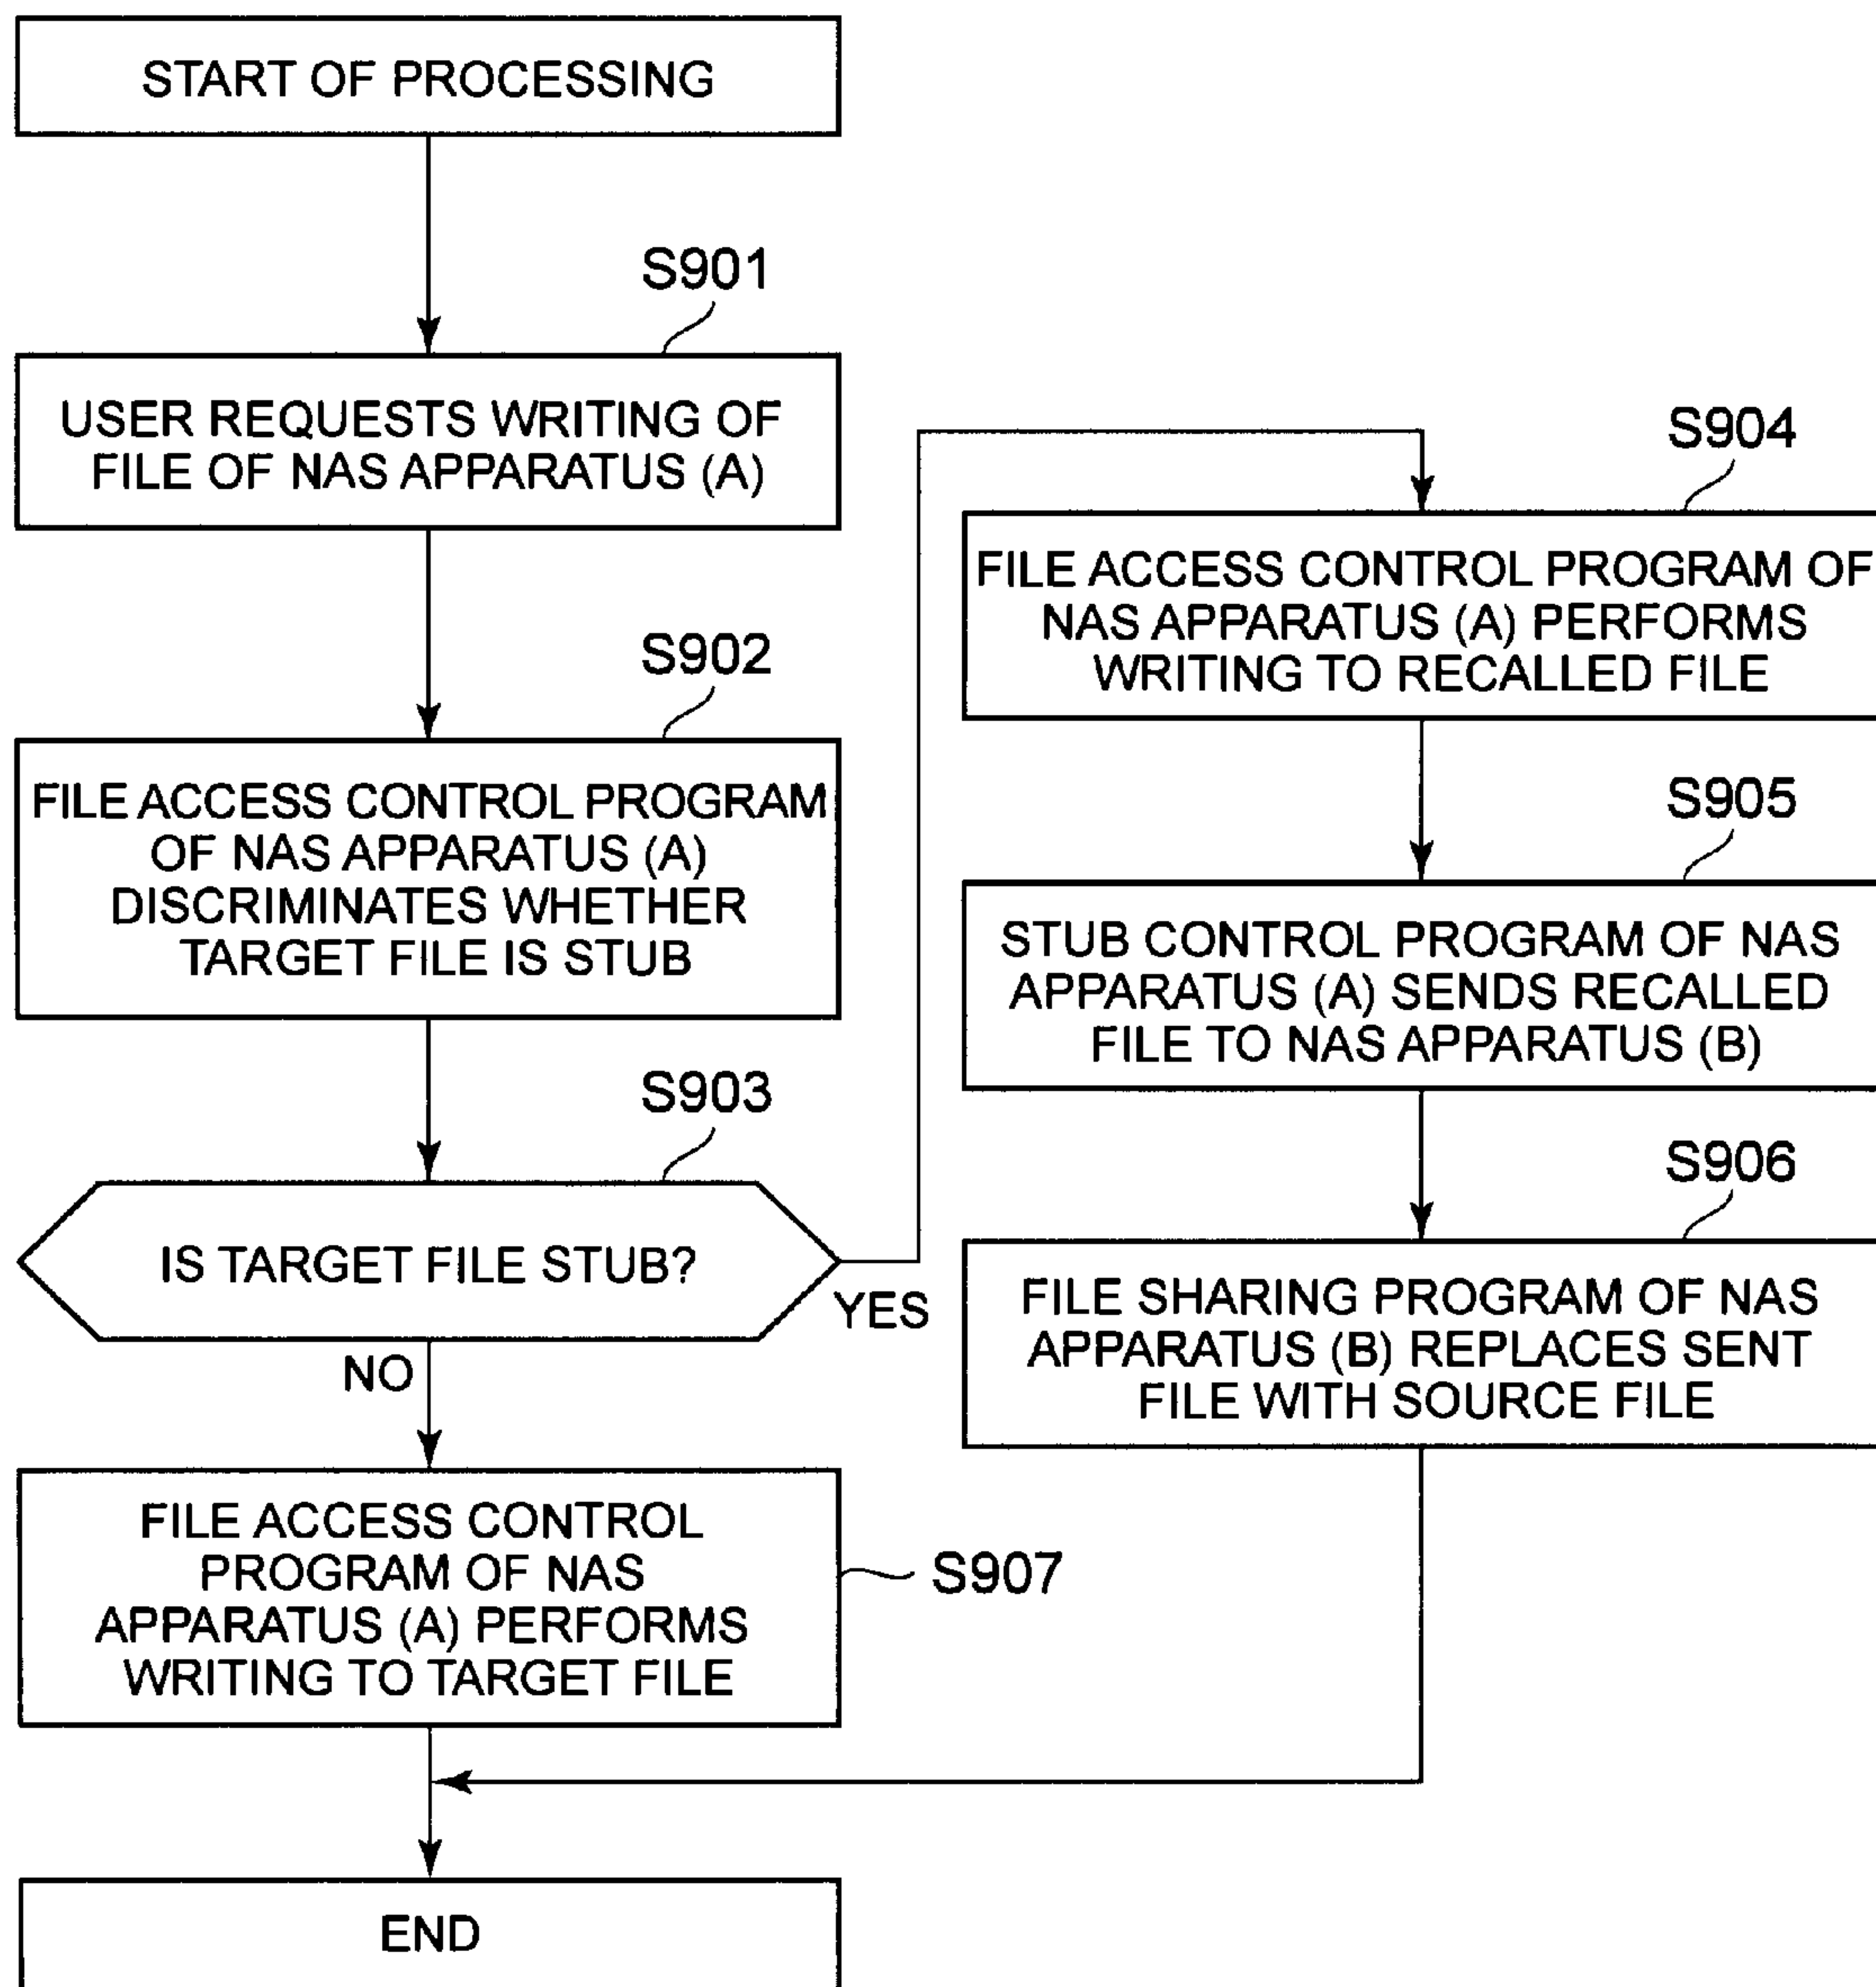 START OF PROCESSING
S901
USER REQUESTS WRITING OF
FILE OF NAS APPARATUS (A)
S902
FILE ACCESS CONTROL PROGRAM
OF NAS APPARATUS (A)
DISCRIMINATES WHETHER
TARGET FILE IS STUB
S903
IS TARGET FILE STUB?
YES
NO
S904
FILE ACCESS CONTROL PROGRAM OF
NAS APPARATUS (A) PERFORMS
WRITING TO RECALLED FILE
S905
STUB CONTROL PROGRAM OF NAS
APPARATUS (A) SENDS RECALLED
FILE TO NAS APPARATUS (B)
S906
FILE SHARING PROGRAM OF NAS
APPARATUS (B) REPLACES SENT
FILE WITH SOURCE FILE
FILE ACCESS CONTROL
PROGRAM OF NAS
APPARATUS (A) PERFORMS
WRITING TO TARGET FILE
S907
END